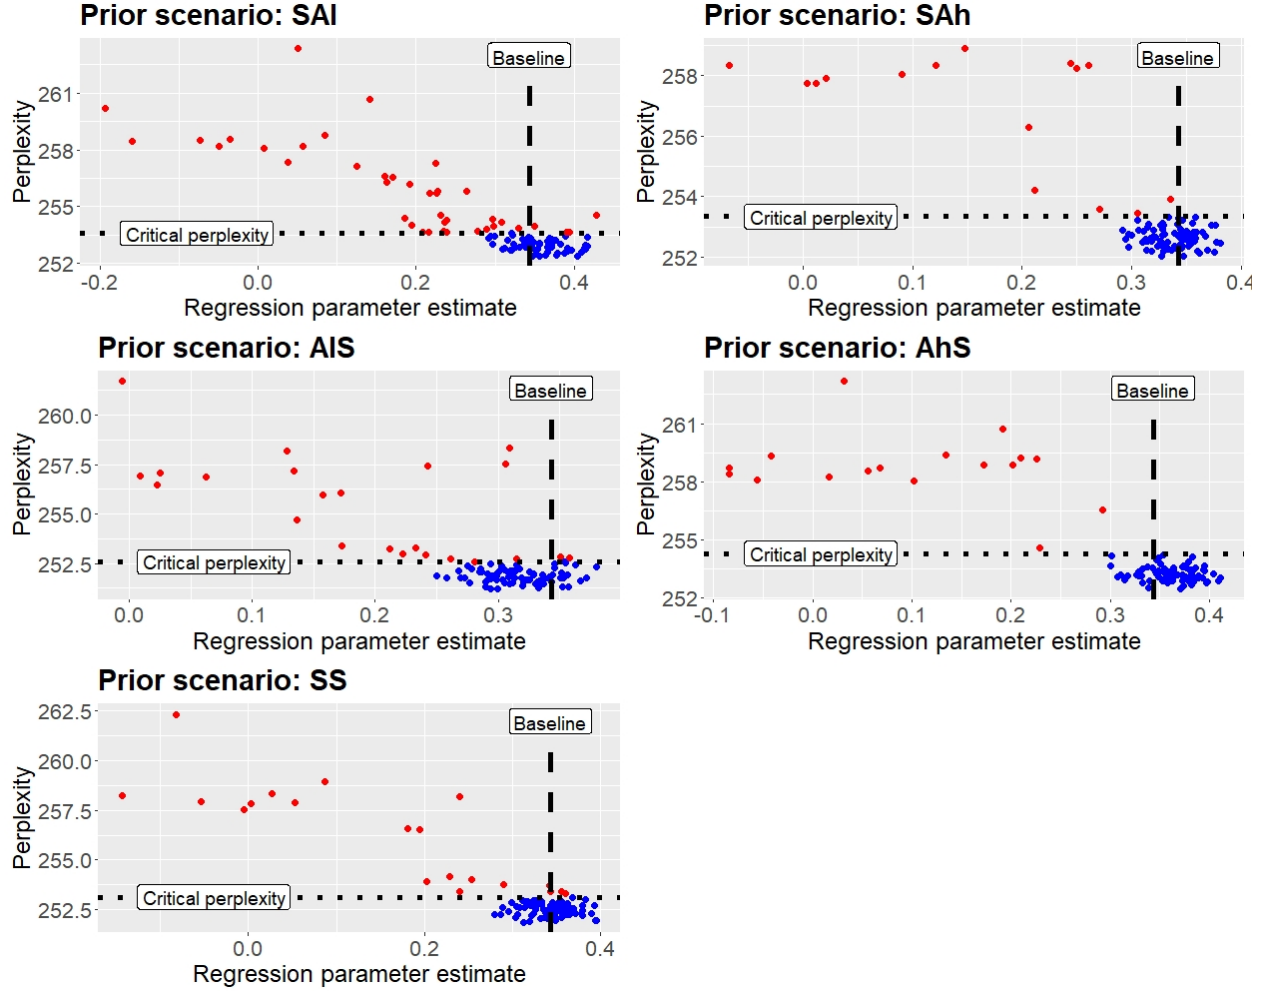 Prior scenario: SAl
Baseline
261
258
255
252
Critical perplexity
Perplexity
-0.2 0.0 0.2 0.4
Regression parameter estimate
Prior scenario: SAh
Baseline
258
256
254
252
Critical perplexity
Perplexity
0.0 0.1 0.2 0.3 0.4
Regression parameter estimate
Prior scenario: AlS
Baseline
260.0
257.5
255.0
252.5
Critical perplexity
Perplexity
0.0 0.1 0.2 0.3
Regression parameter estimate
Prior scenario: AhS
Baseline
261
258
255
252
Critical perplexity
Perplexity
-0.1 0.0 0.1 0.2 0.3 0.4
Regression parameter estimate
Prior scenario: SS
Baseline
262.5
260.0
257.5
255.0
252.5
Critical perplexity
Perplexity
0.0 0.2 0.4
Regression parameter estimate